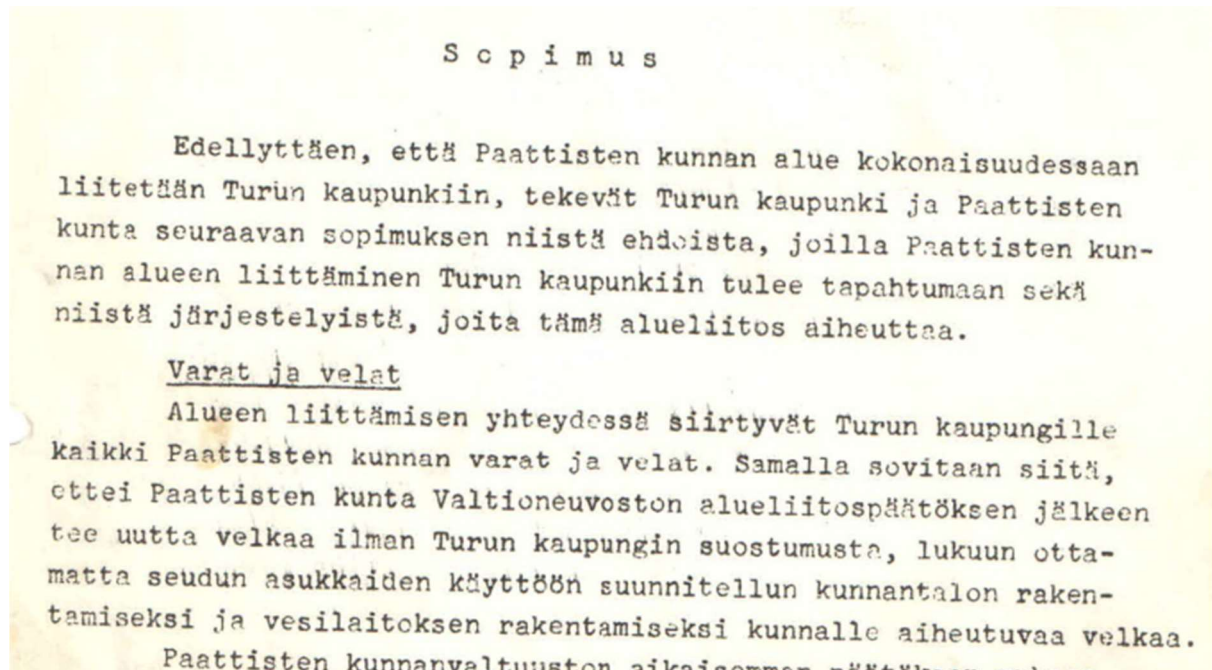 S o p i m u s
Edellyttäen, että Paattisten kunnan alue kokonaisuudessaan
liitetään Turun kaupunkiin, tekevät Turun kaupunki ja Paattisten
kunta seuraavan sopimuksen niistä ehdoista, joilla Paattisten kun-
nan alueen liittäminen Turun kaupunkiin tulee tapahtumaan sekä
niistä järjestelyistä, joita tämä alueliitos aiheuttaa.
Varat ja velat
Alueen liittämisen yhteydessä siirtyvät Turun kaupungille
kaikki Paattisten kunnan varat ja velat. Samalla sovitaan siitä,
ettei Paattisten kunta Valtioneuvoston alueliitospäätöksen jälkeen
tee uutta velkaa ilman Turun kaupungin suostumusta, lukuun otta-
matta seudun asukkaiden käyttöön suunnitellun kunnantalon raken-
tamiseksi ja vesilaitoksen rakentamiseksi kunnalle aiheutuvaa velkaa.
Paattisten kunnanvaltuuston aikaisemman